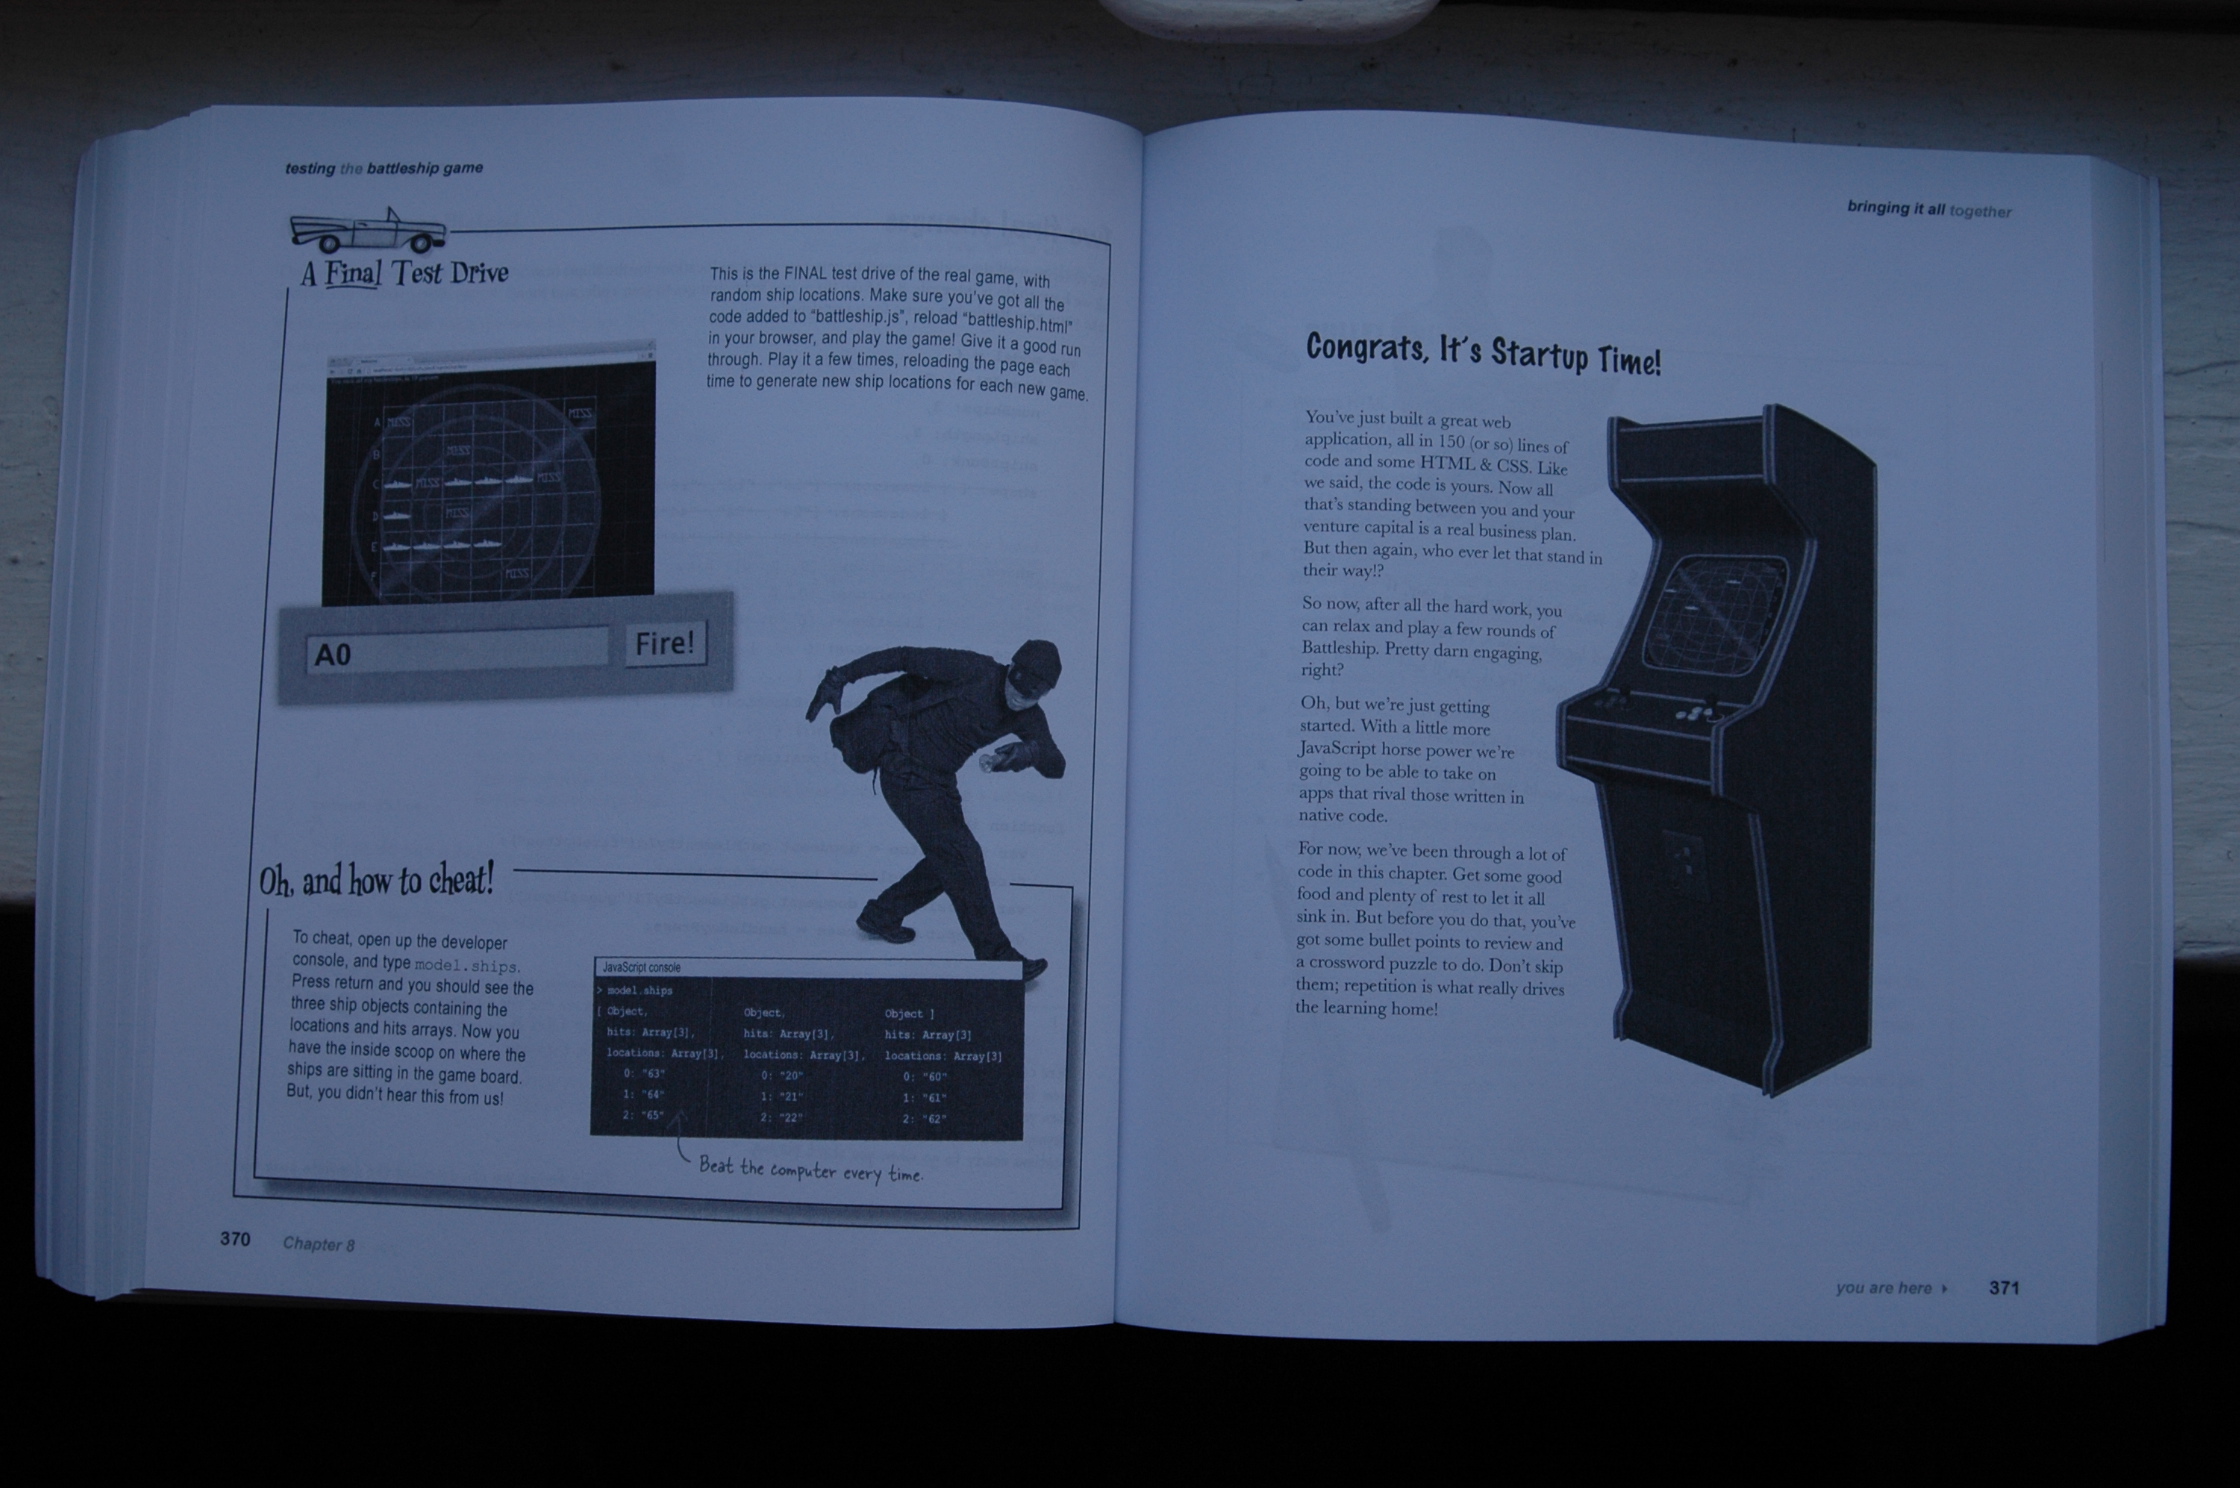 testing the battleship game
A Final Test Drive
This is the FINAL test drive of the real game, with
random ship locations. Make sure you've got all the
code added to "battleship.js", reload "battleship.html"
in your browser, and play the game! Give it a good run
through. Play it a few times, reloading the page each
time to generate new ship locations for each new game.
A MISS MISS
B MISS
C MISS MISS
D MISS
E
F MISS
A0
Fire!
Oh, and how to cheat!
To cheat, open up the developer
console, and type model.ships.
Press return and you should see the
three ship objects containing the
locations and hits arrays. Now you
have the inside scoop on where the
ships are sitting in the game board.
But, you didn't hear this from us!
JavaScript console
> model.ships
[ Object, Object, Object ]
hits: Array[3], hits: Array[3], hits: Array[3]
locations: Array[3], locations: Array[3], locations: Array[3]
0: "63" 0: "20" 0: "60"
1: "64" 1: "21" 1: "61"
2: "65" 2: "22" 2: "62"
Beat the computer every time.
370 Chapter 8
bringing it all together
Congrats, It's Startup Time!
You've just built a great web
application, all in 150 (or so) lines of
code and some HTML & CSS. Like
we said, the code is yours. Now all
that's standing between you and your
venture capital is a real business plan.
But then again, who ever let that stand in
their way!?
So now, after all the hard work, you
can relax and play a few rounds of
Battleship. Pretty darn engaging,
right?
Oh, but we're just getting
started. With a little more
JavaScript horse power we're
going to be able to take on
apps that rival those written in
native code.
For now, we've been through a lot of
code in this chapter. Get some good
food and plenty of rest to let it all
sink in. But before you do that, you've
got some bullet points to review and
a crossword puzzle to do. Don't skip
them; repetition is what really drives
the learning home!
you are here ▸ 371